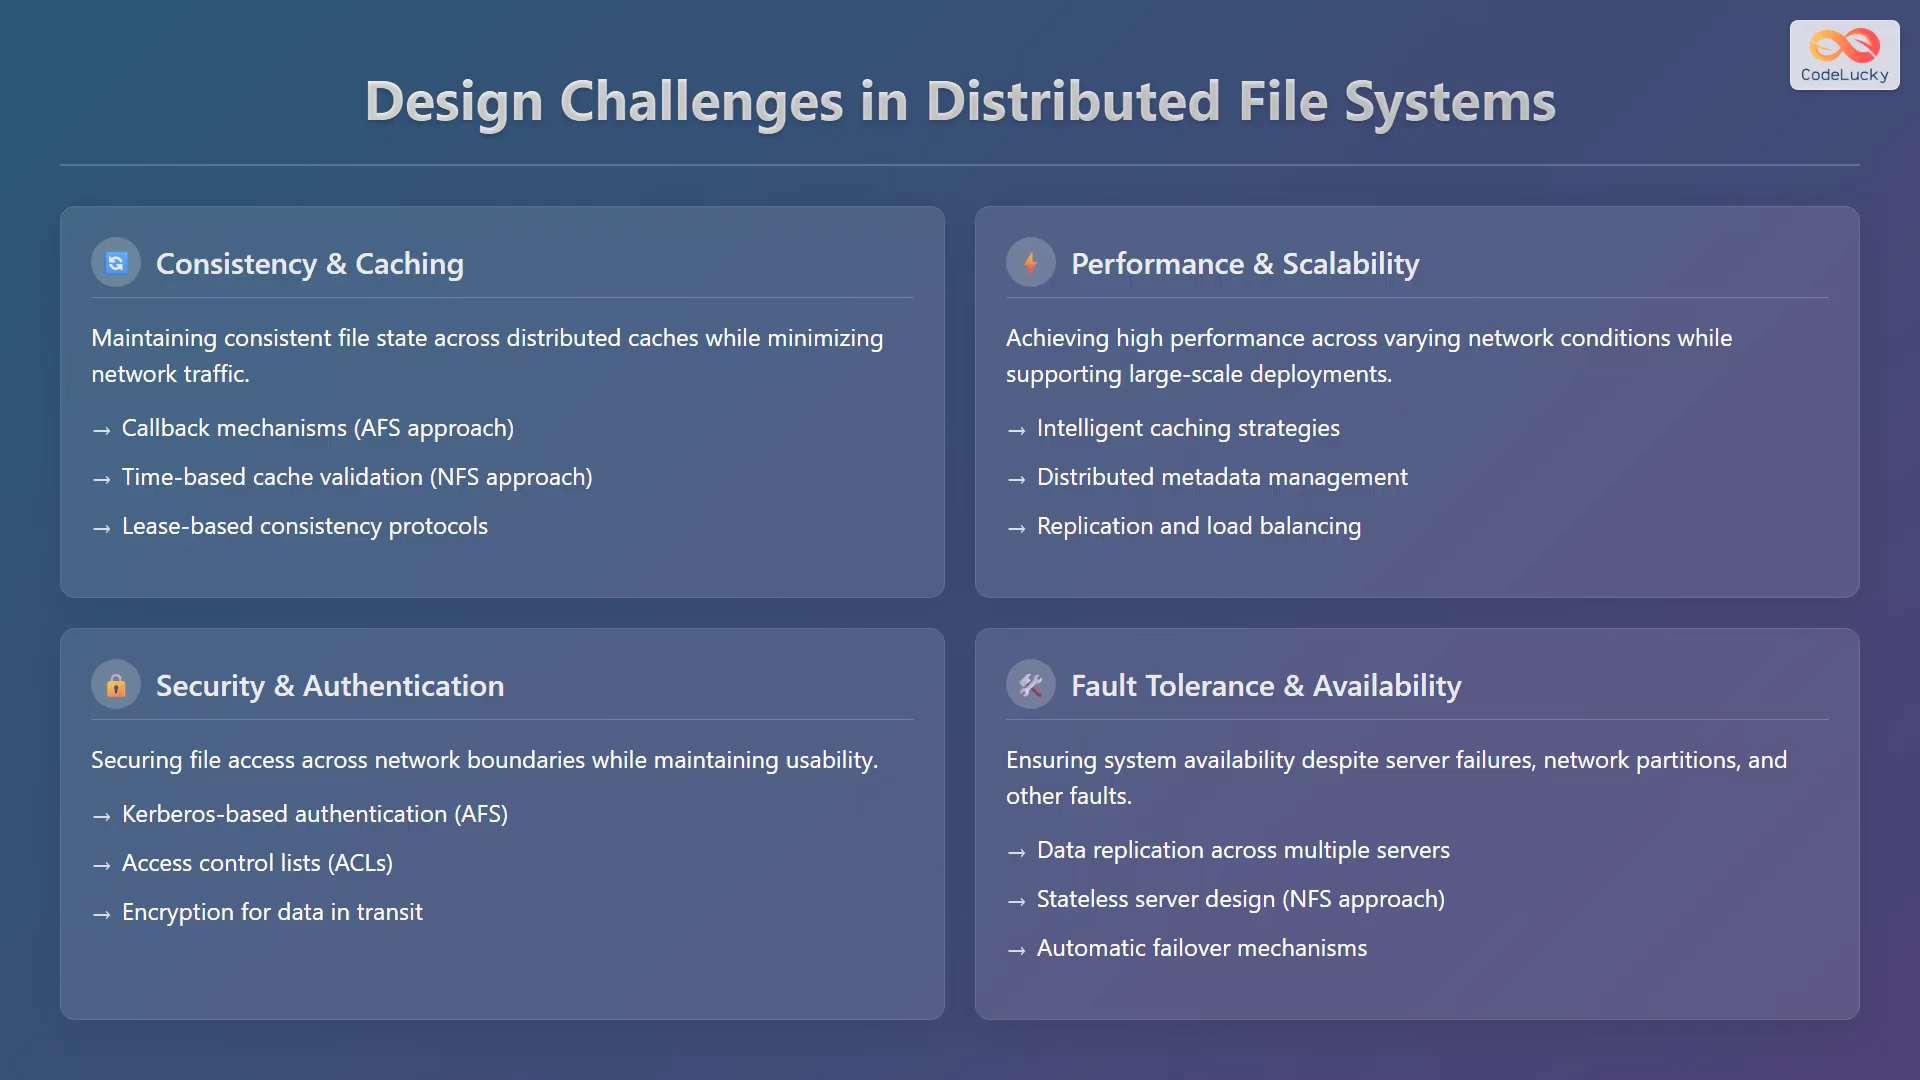 CodeLucky
Design Challenges in Distributed File Systems
Consistency & Caching
Maintaining consistent file state across distributed caches while minimizing
network traffic.
→ Callback mechanisms (AFS approach)
→ Time-based cache validation (NFS approach)
→ Lease-based consistency protocols
Performance & Scalability
Achieving high performance across varying network conditions while
supporting large-scale deployments.
→ Intelligent caching strategies
→ Distributed metadata management
→ Replication and load balancing
Security & Authentication
Securing file access across network boundaries while maintaining usability.
→ Kerberos-based authentication (AFS)
→ Access control lists (ACLs)
→ Encryption for data in transit
Fault Tolerance & Availability
Ensuring system availability despite server failures, network partitions, and
other faults.
→ Data replication across multiple servers
→ Stateless server design (NFS approach)
→ Automatic failover mechanisms